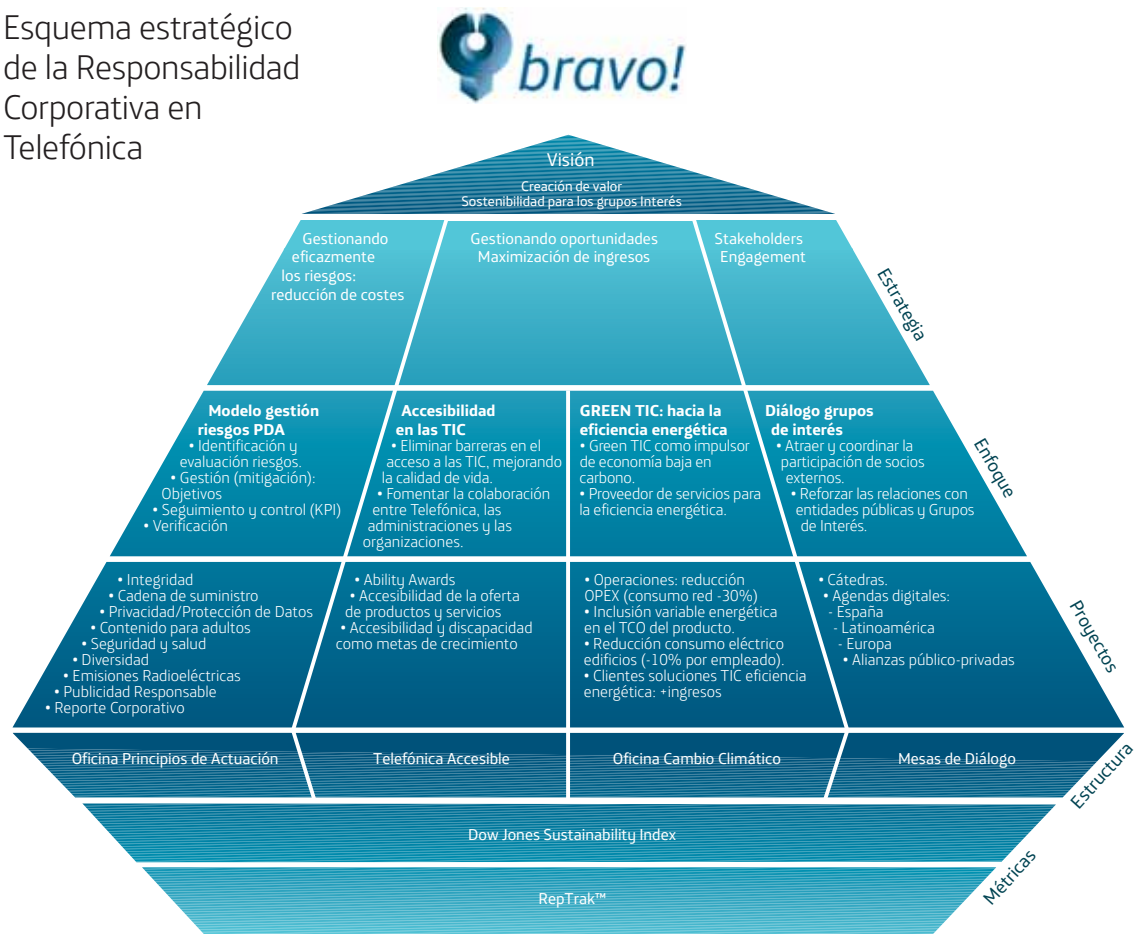 Esquema estratégico
de la Responsabilidad
Corporativa en
Telefónica
bravo!
Visión
Creación de valor
Sostenibilidad para los grupos Interés
Gestionando
eficazmente
los riesgos:
reducción de costes
Gestionando oportunidades
Maximización de ingresos
Stakeholders
Engagement
Estrategia
Modelo gestión
riesgos PDA
• Identificación y
evaluación riesgos.
• Gestión (mitigación):
Objetivos
• Seguimiento y control (KPI)
• Verificación
Accesibilidad
en las TIC
• Eliminar barreras en el
acceso a las TIC, mejorando
la calidad de vida.
• Fomentar la colaboración
entre Telefónica, las
administraciones y las
organizaciones.
GREEN TIC: hacia la
eficiencia energética
• Green TIC como impulsor
de economía baja en
carbono.
• Proveedor de servicios para
la eficiencia energética.
Diálogo grupos
de interés
• Atraer y coordinar la
participación de socios
externos.
• Reforzar las relaciones con
entidades públicas y Grupos
de Interés.
Enfoque
• Integridad
• Cadena de suministro
• Privacidad/Protección de Datos
• Contenido para adultos
• Seguridad y salud
• Diversidad
• Emisiones Radioeléctricas
• Publicidad Responsable
• Reporte Corporativo
• Ability Awards
• Accesibilidad de la oferta
de productos y servicios
• Accesibilidad y discapacidad
como metas de crecimiento
• Operaciones: reducción
OPEX (consumo red -30%)
• Inclusión variable energética
en el TCO del producto.
• Reducción consumo eléctrico
edificios (-10% por empleado).
• Clientes soluciones TIC eficiencia
energética: +ingresos
• Cátedras.
• Agendas digitales:
- España
- Latinoamérica
- Europa
• Alianzas público-privadas
Proyectos
Oficina Principios de Actuación
Telefónica Accesible
Oficina Cambio Climático
Mesas de Diálogo
Estructura
Dow Jones Sustainability Index
RepTrak™
Métricas